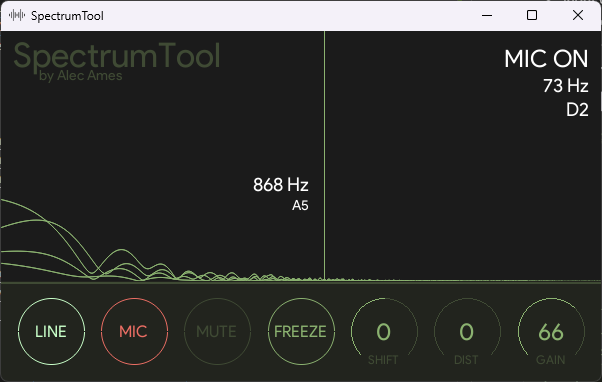 SpectrumTool
SpectrumTool
by Alec Ames
MIC ON
73 Hz
D2
868 Hz
A5
LINE
MIC
MUTE
FREEZE
0
SHIFT
0
DIST
66
GAIN